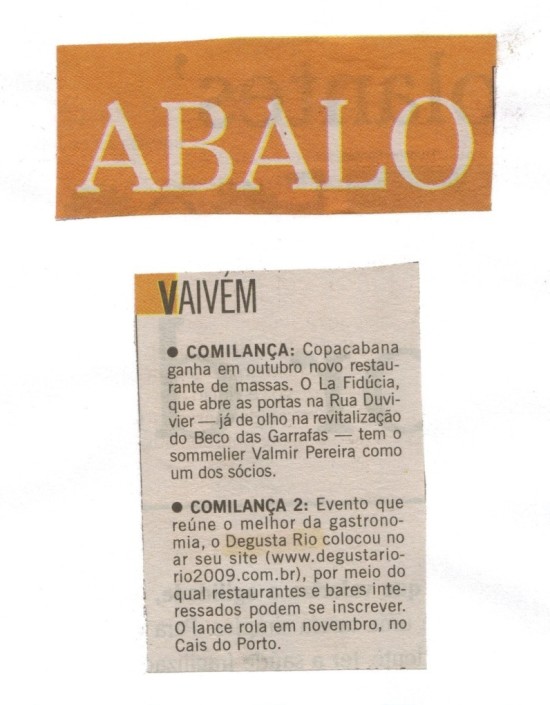 ABALO
VAIVÉM
● COMILANÇA: Copacabana
ganha em outubro novo restau-
rante de massas. O La Fidúcia,
que abre as portas na Rua Duvi-
vier — já de olho na revitalização
do Beco das Garrafas — tem o
sommelier Valmir Pereira como
um dos sócios.
● COMILANÇA 2: Evento que
reúne o melhor da gastrono-
mia, o Degusta Rio colocou no
ar seu site (www.degustario-
rio2009.com.br), por meio do
qual restaurantes e bares inte-
ressados podem se inscrever.
O lance rola em novembro, no
Cais do Porto.